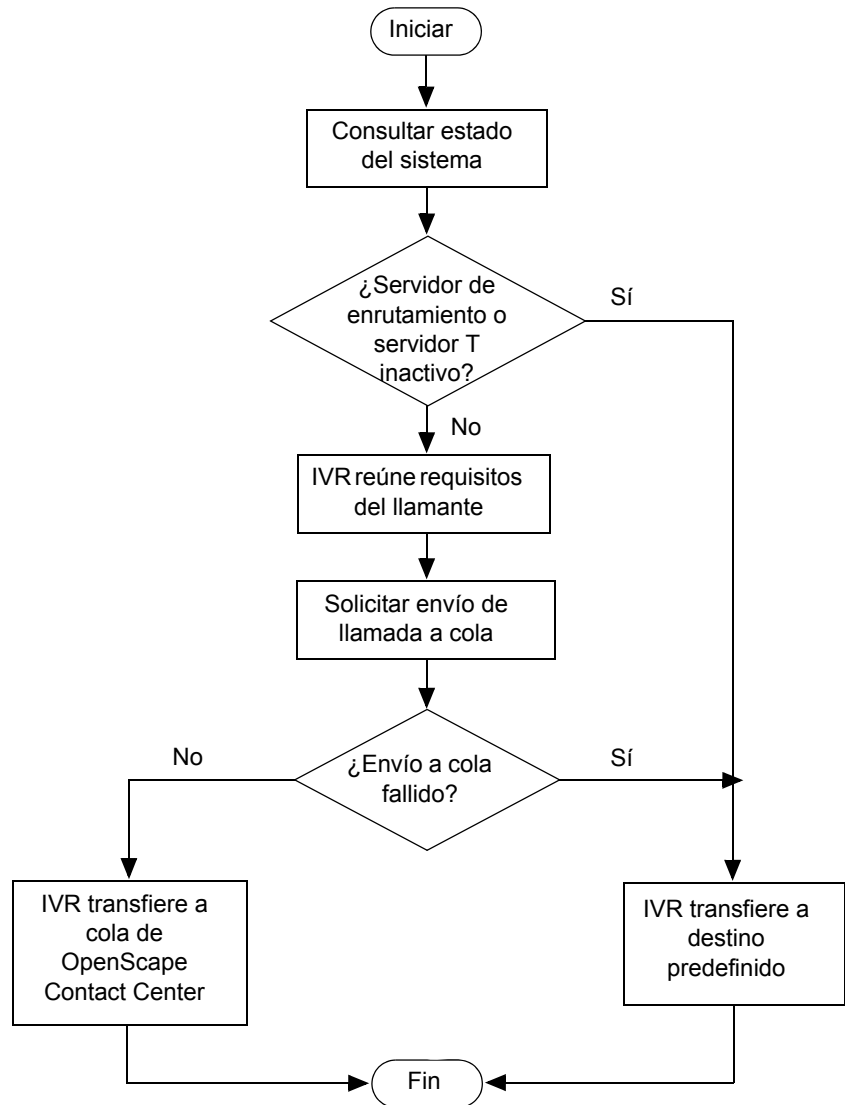 Iniciar
Consultar estado
del sistema
¿Servidor de
enrutamiento o
servidor T
inactivo?
Sí
No
IVR reúne requisitos
del llamante
Solicitar envío de
llamada a cola
No
¿Envío a cola
fallido?
Sí
IVR transfiere a
cola de
OpenScape
Contact Center
IVR transfiere a
destino
predefinido
Fin